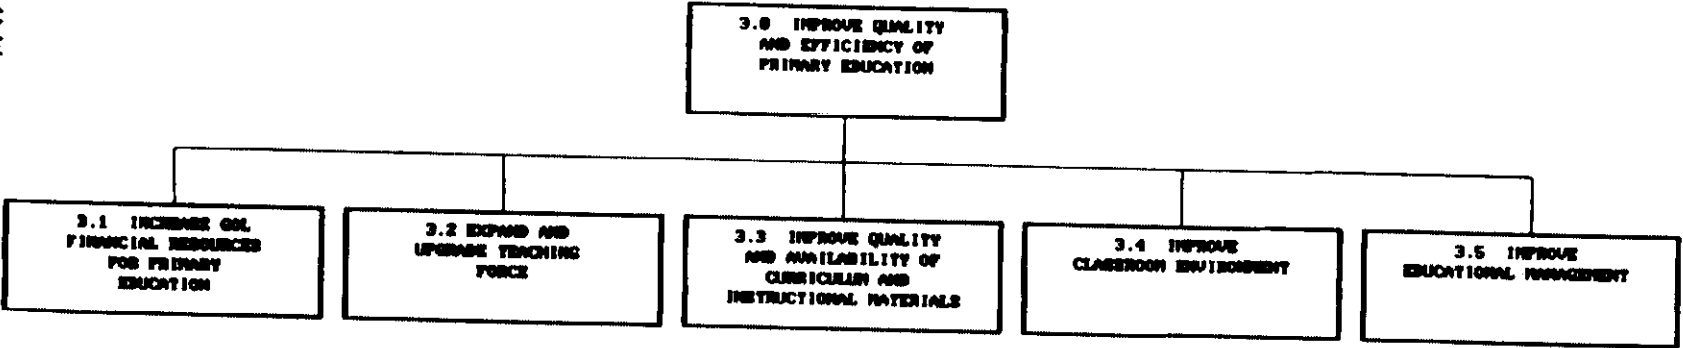 3.0 IMPROVE QUALITY
AND EFFICIENCY OF
PRIMARY EDUCATION
3.1 INCREASE GOL
FINANCIAL RESOURCES
FOR PRIMARY
EDUCATION
3.2 EXPAND AND
UPGRADE TEACHING
FORCE
3.3 IMPROVE QUALITY
AND AVAILABILITY OF
CURRICULUM AND
INSTRUCTIONAL MATERIALS
3.4 IMPROVE
CLASSROOM ENVIRONMENT
3.5 IMPROVE
EDUCATIONAL MANAGEMENT